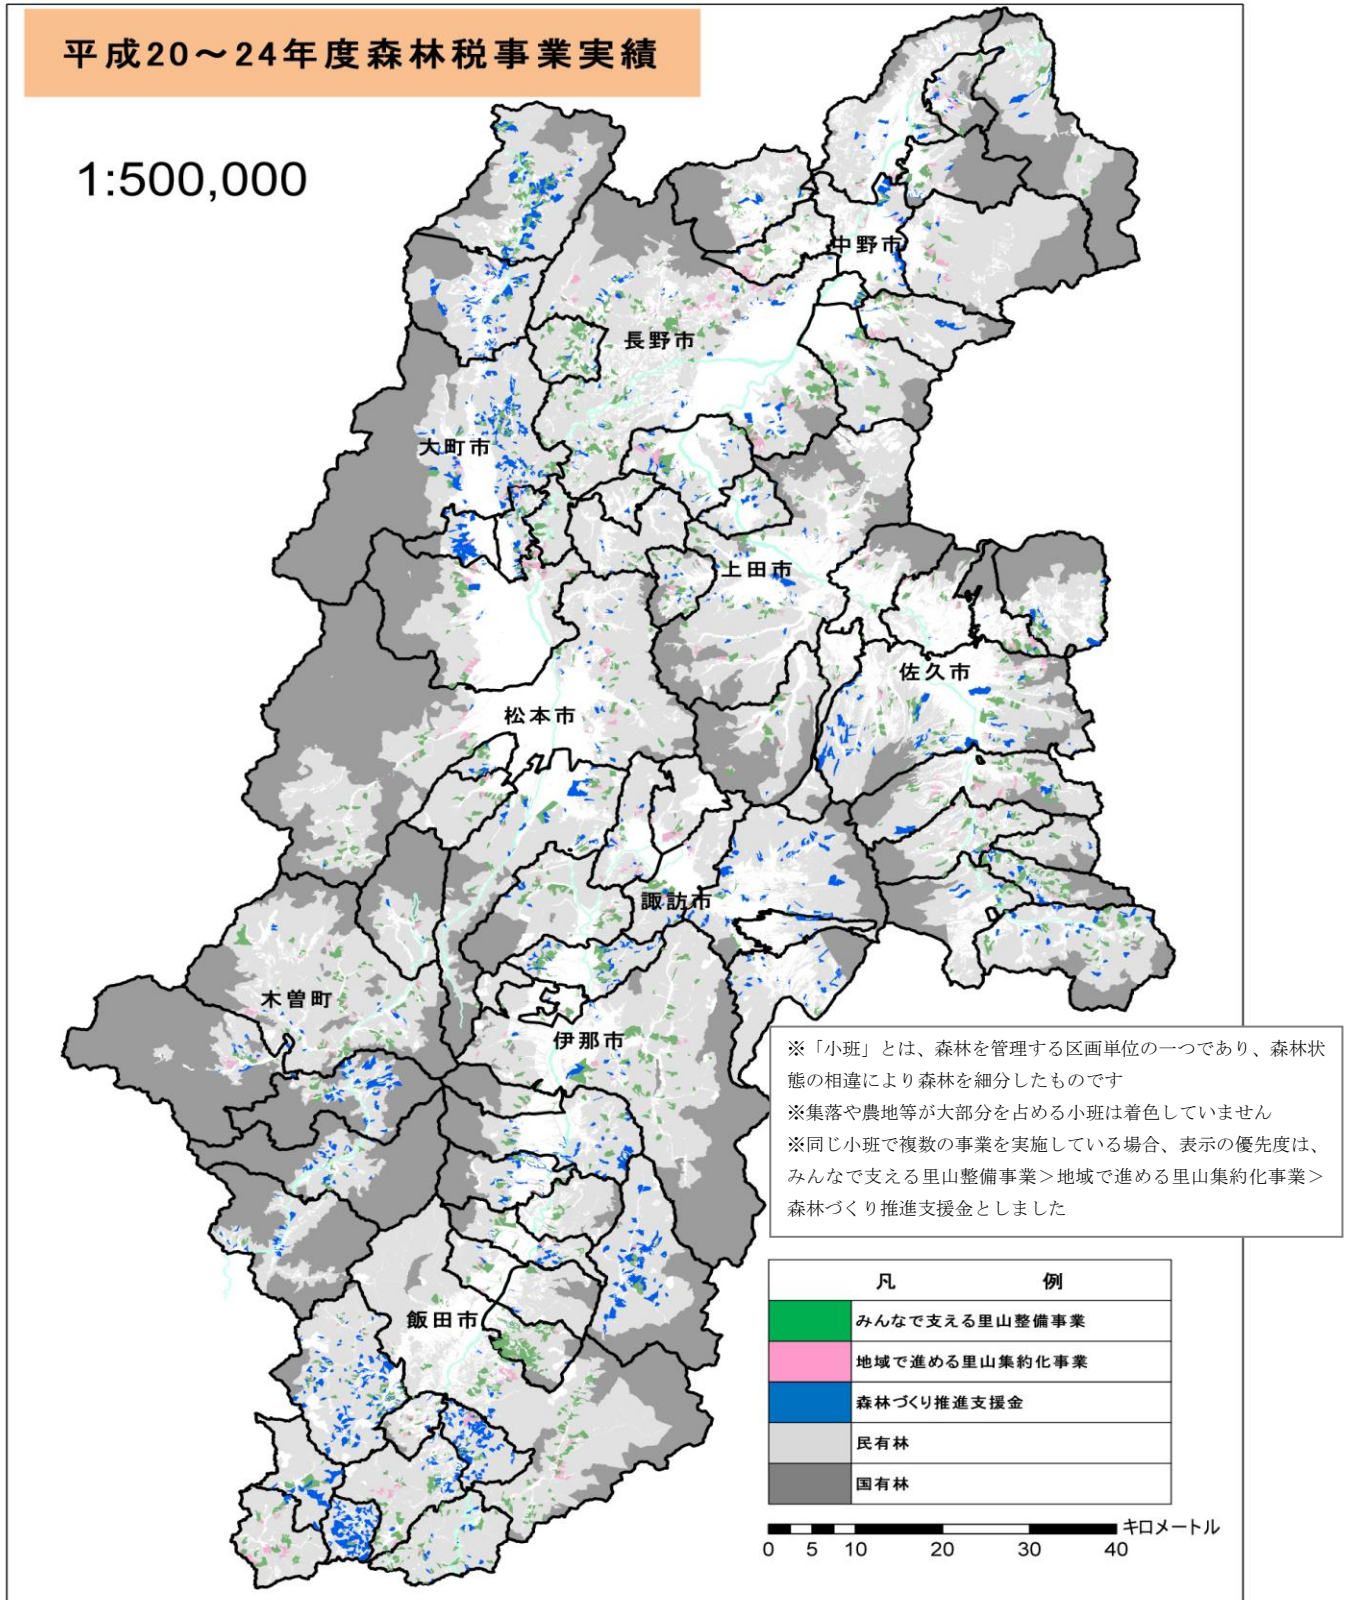 平成20～24年度森林税事業実績
1:500,000
中野市
長野市
大町市
上田市
佐久市
松本市
諏訪市
木曽町
伊那市
飯田市
※「小班」とは、森林を管理する区画単位の一つであり、森林状
態の相違により森林を細分したものです
※集落や農地等が大部分を占める小班は着色していません
※同じ小班で複数の事業を実施している場合、表示の優先度は、
みんなで支える里山整備事業＞地域で進める里山集約化事業＞
森林づくり推進支援金としました
凡 例
みんなで支える里山整備事業
地域で進める里山集約化事業
森林づくり推進支援金
民有林
国有林
キロメートル
0 5 10 20 30 40